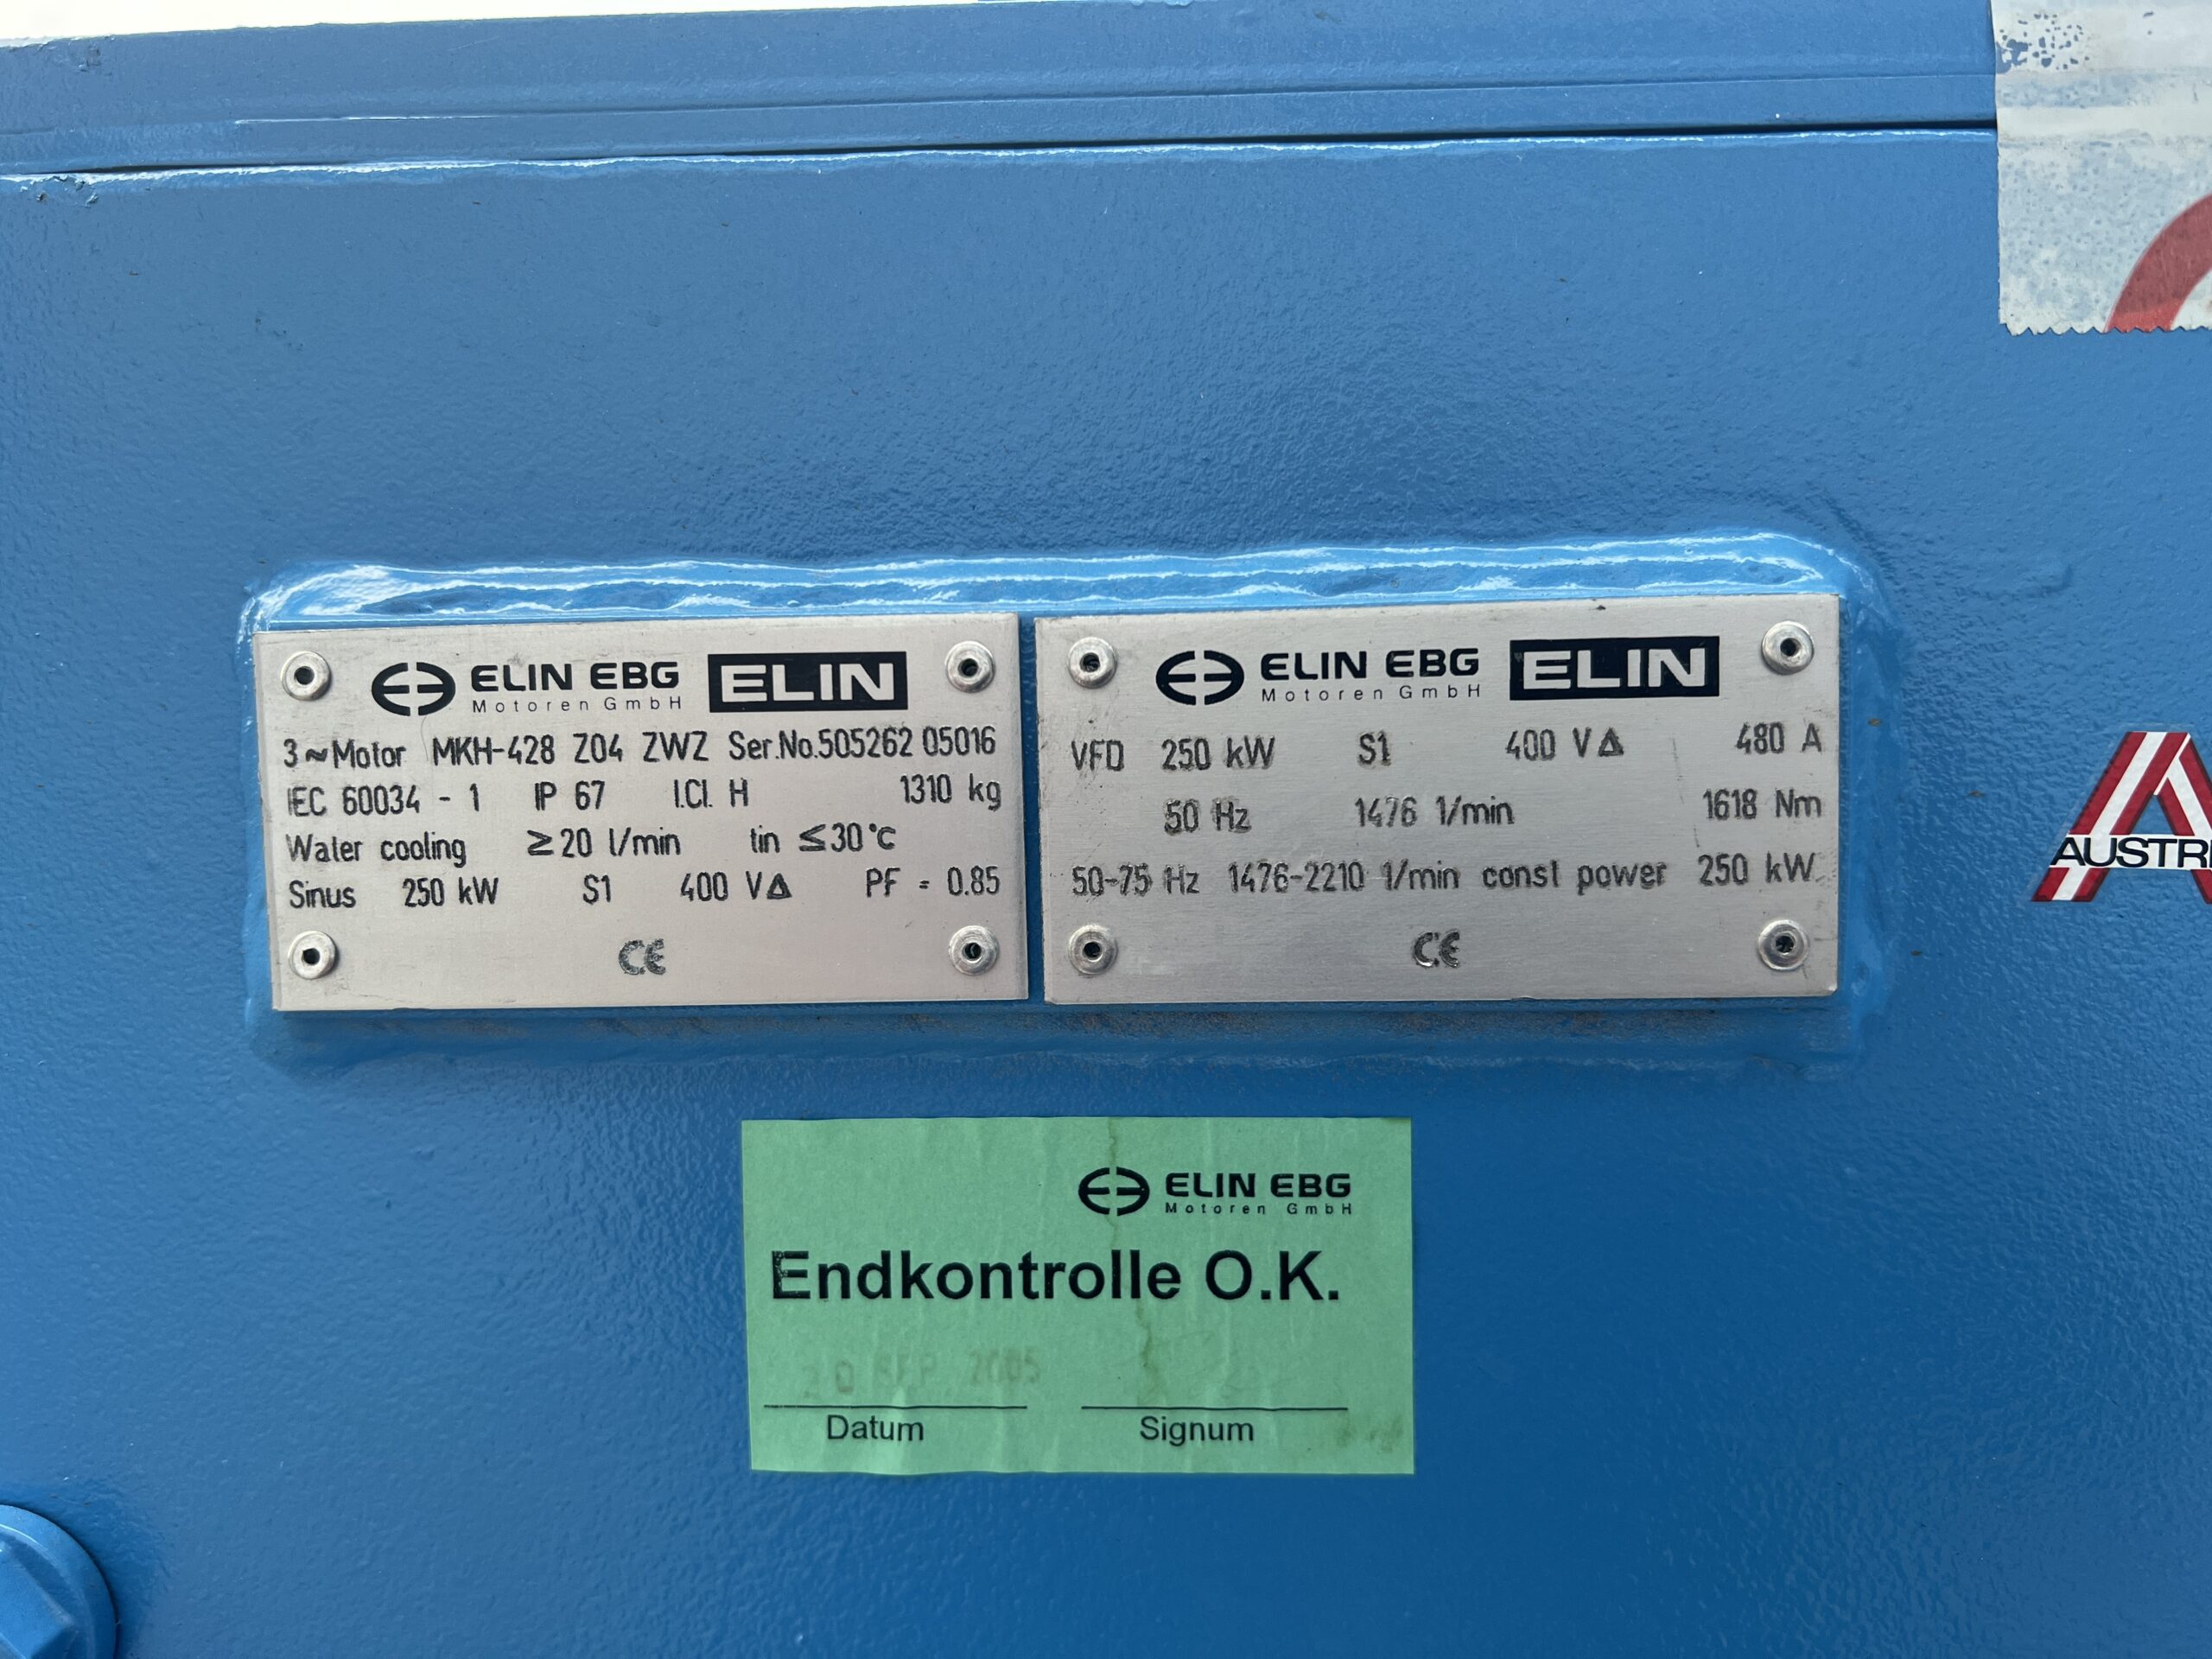 ELIN EBG ELIN
Motoren GmbH
3~Motor MKH-428 Z04 ZWZ Ser.No.505262 05016
IEC 60034 - 1 IP 67 I.Cl. H 1310 kg
Water cooling ≥20 l/min tin ≤30°C
Sinus 250 kW S1 400 V∆ PF = 0.85
CE
ELIN EBG ELIN
Motoren GmbH
VFD 250 kW S1 400 V∆ 480 A
50 Hz 1476 1/min 1618 Nm
50-75 Hz 1476-2210 1/min const power 250 kW
CE
A
AUSTRI
ELIN EBG
Motoren GmbH
Endkontrolle O.K.
SEP 2005
Datum Signum